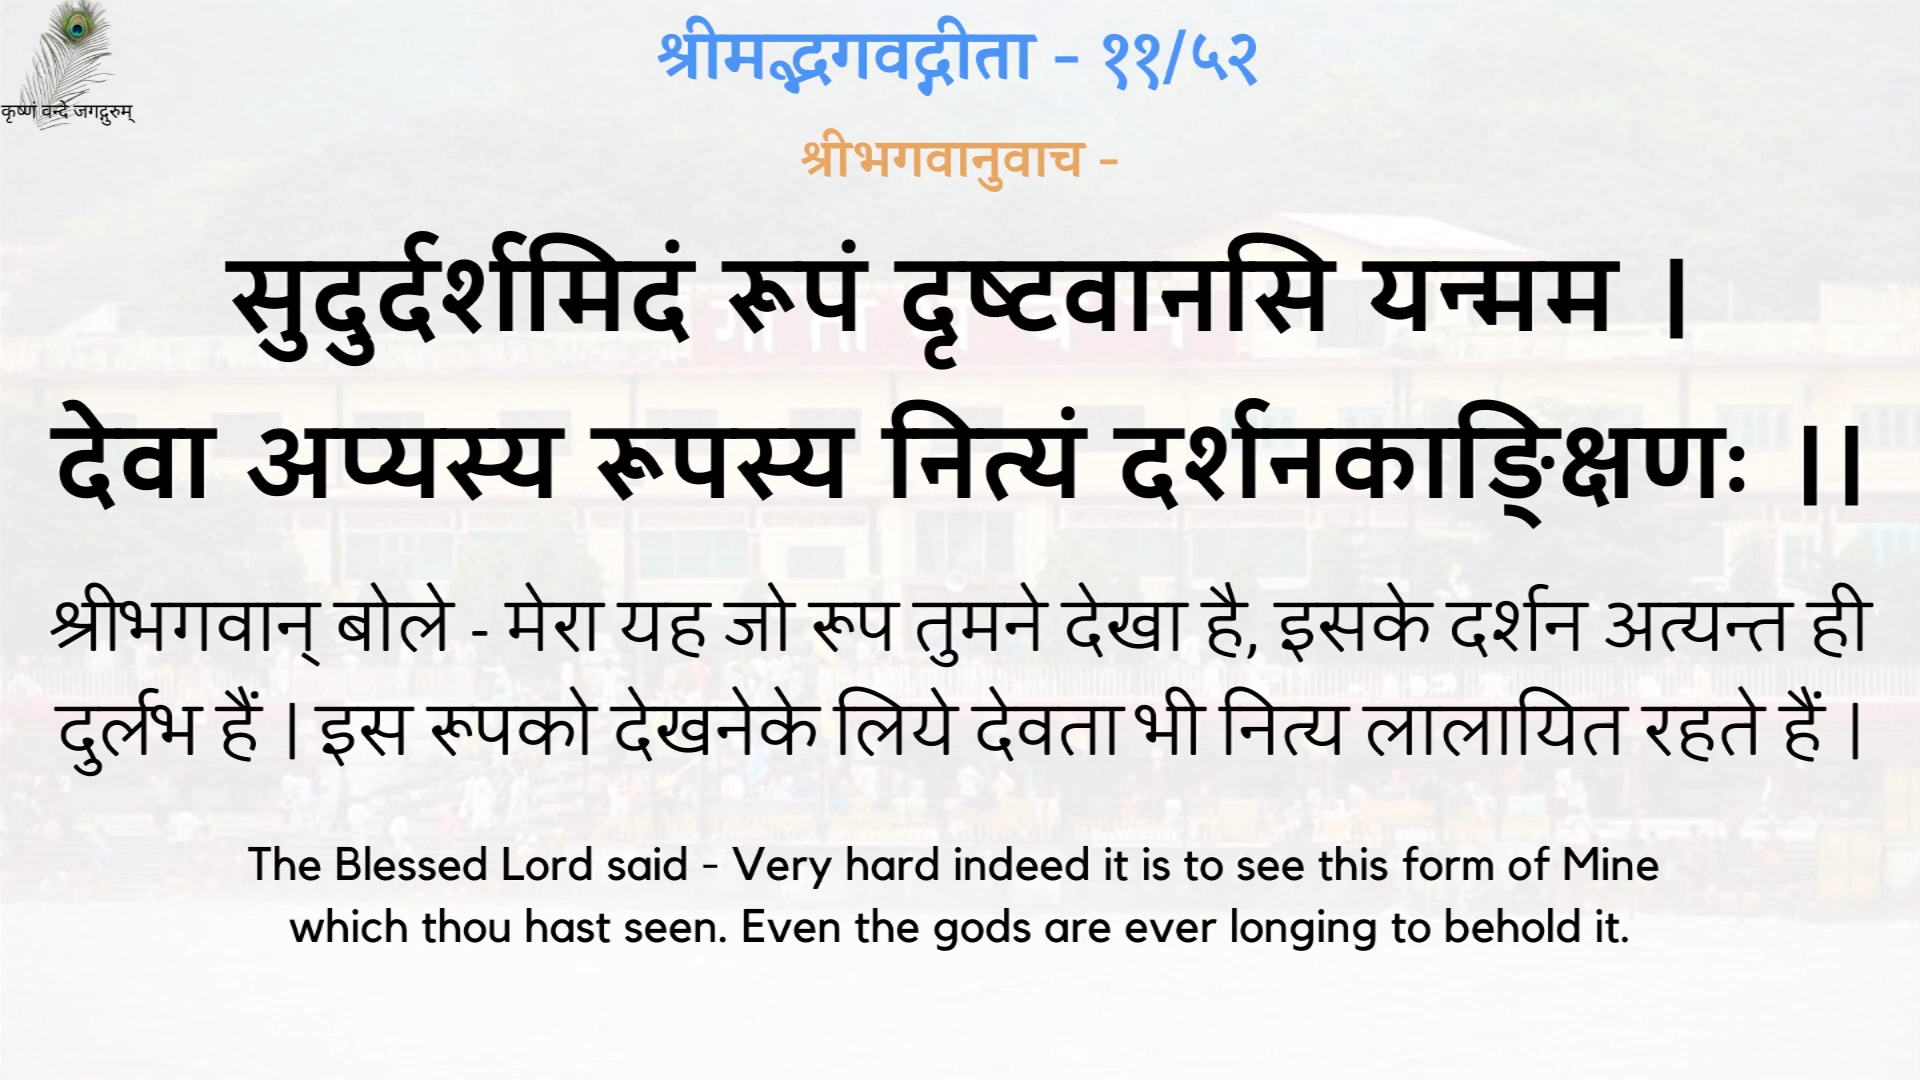 श्रीमद्भगवद्गीता - ११/५२
कृष्णं वन्दे जगद्गुरुम्
श्रीभगवानुवाच -
सुदुर्दर्शमिदं रूपं दृष्टवानसि यन्मम ।
देवा अप्यस्य रूपस्य नित्यं दर्शनकाङ्क्षिणः ।।
श्रीभगवान् बोले - मेरा यह जो रूप तुमने देखा है, इसके दर्शन अत्यन्त ही
दुर्लभ हैं | इस रूपको देखनेके लिये देवता भी नित्य लालायित रहते हैं |
The Blessed Lord said - Very hard indeed it is to see this form of Mine
which thou hast seen. Even the gods are ever longing to behold it.